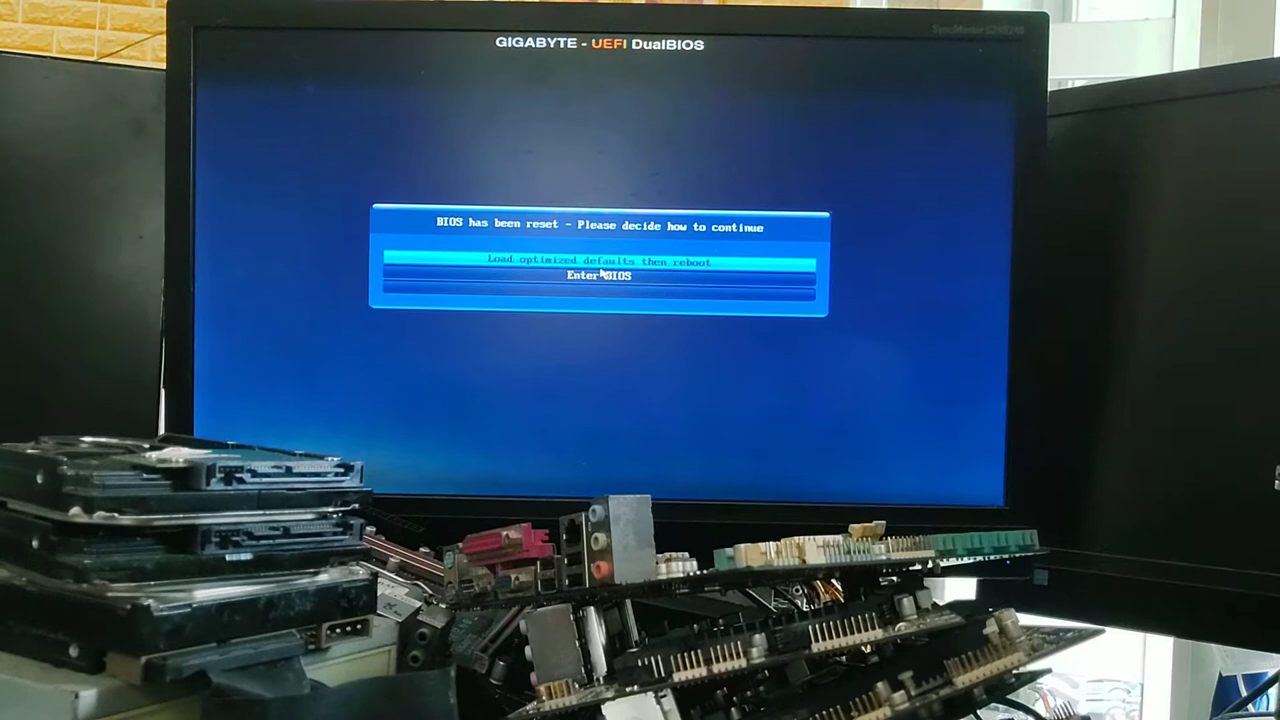 GIGABYTE - UEFI DualBIOS
BIOS has been reset - Please decide how to continue
Load optimized defaults then reboot
Enter BIOS